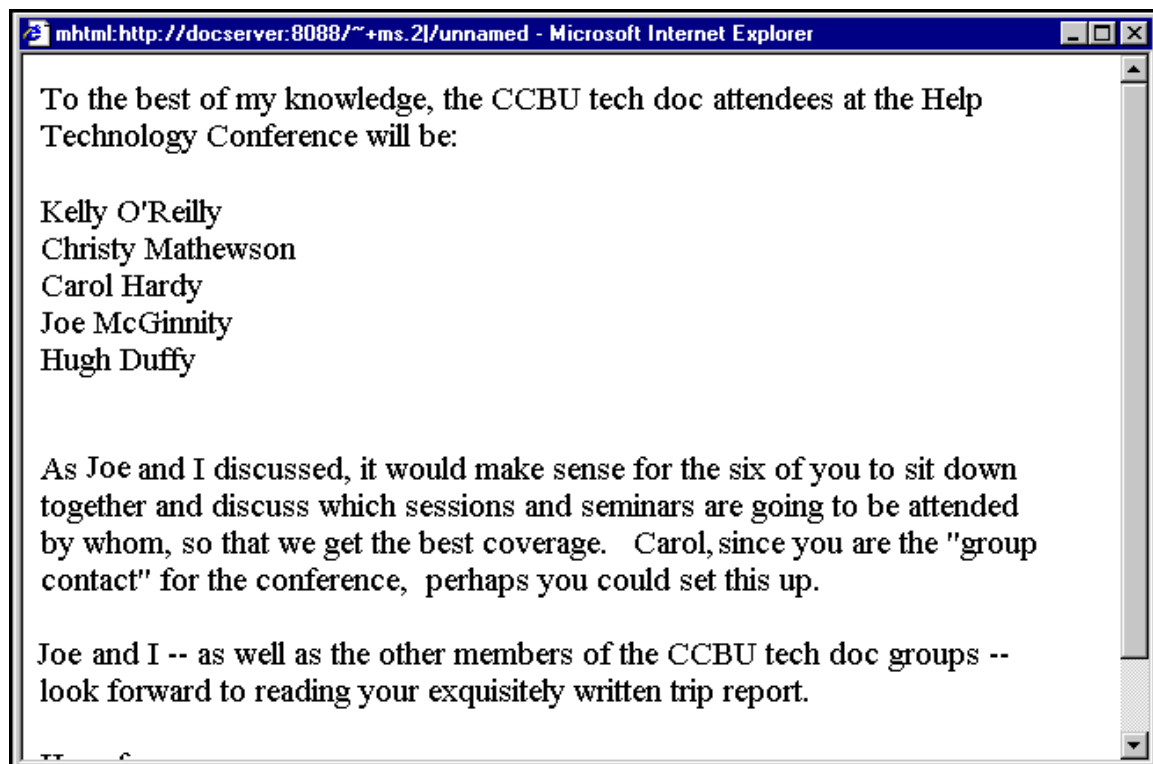 mhtml:http://docserver:8088/~+ms.2|/unnamed - Microsoft Internet Explorer
To the best of my knowledge, the CCBU tech doc attendees at the Help
Technology Conference will be:
Kelly O'Reilly
Christy Mathewson
Carol Hardy
Joe McGinnity
Hugh Duffy
As Joe and I discussed, it would make sense for the six of you to sit down
together and discuss which sessions and seminars are going to be attended
by whom, so that we get the best coverage.   Carol, since you are the "group
contact" for the conference,  perhaps you could set this up.
Joe and I -- as well as the other members of the CCBU tech doc groups --
look forward to reading your exquisitely written trip report.